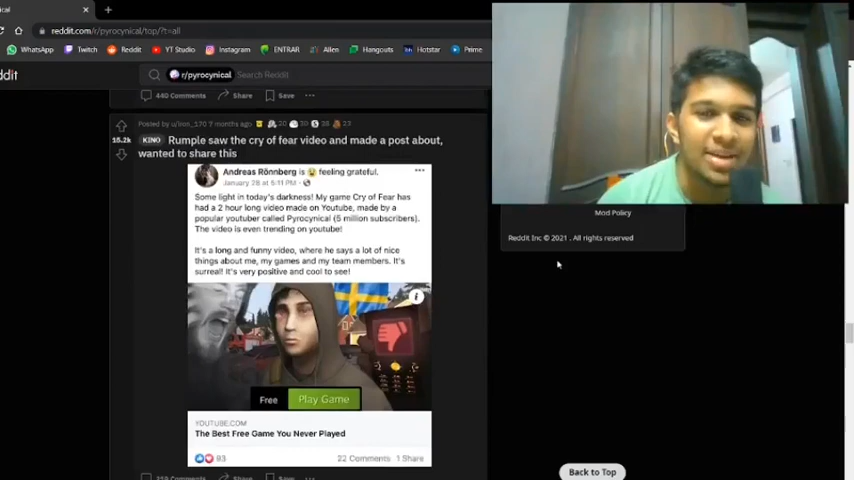 ical
reddit.com/r/pyrocynical/top/?t=all
WhatsApp Twitch Reddit YT Studio Instagram ENTRAR Alien Hangouts Hotstar Prime
ddit r/pyrocynical Search Reddit
440 Comments Share Save
Posted by u/Iron_170 7 months ago
15.2k
KINO Rumple saw the cry of fear video and made a post about,
wanted to share this
Andreas Rönnberg is feeling grateful.
January 28 at 5:11 PM
Some light in today's darkness! My game Cry of Fear has
had a 2 hour long video made on Youtube, made by a
popular youtuber called Pyrocynical (5 million subscribers).
The video is even trending on youtube!
It's a long and funny video, where he says a lot of nice
things about me, my games and my team members. It's
surreal! It's very positive and cool to see!
Free Play Game
YOUTUBE.COM
The Best Free Game You Never Played
93 22 Comments 1 Share
Share Save
Mod Policy
Reddit Inc © 2021 . All rights reserved
Back to Top